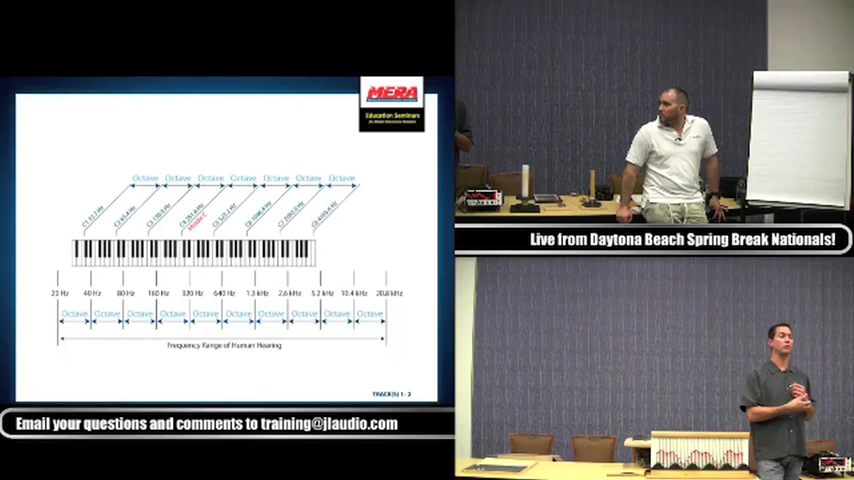 MERA
Education Seminars
Octave Octave Octave Octave Octave Octave Octave
Middle C
20 Hz 40 Hz 80 Hz 160 Hz 320 Hz 640 Hz 1.3 kHz 2.6 kHz 5.2 kHz 10.4 kHz 20.8 kHz
Octave Octave Octave Octave Octave Octave Octave Octave Octave Octave
Frequency Range of Human Hearing
TRACK(S) 1 - 2
Email your questions and comments to training@jlaudio.com
Live from Daytona Beach Spring Break Nationals!